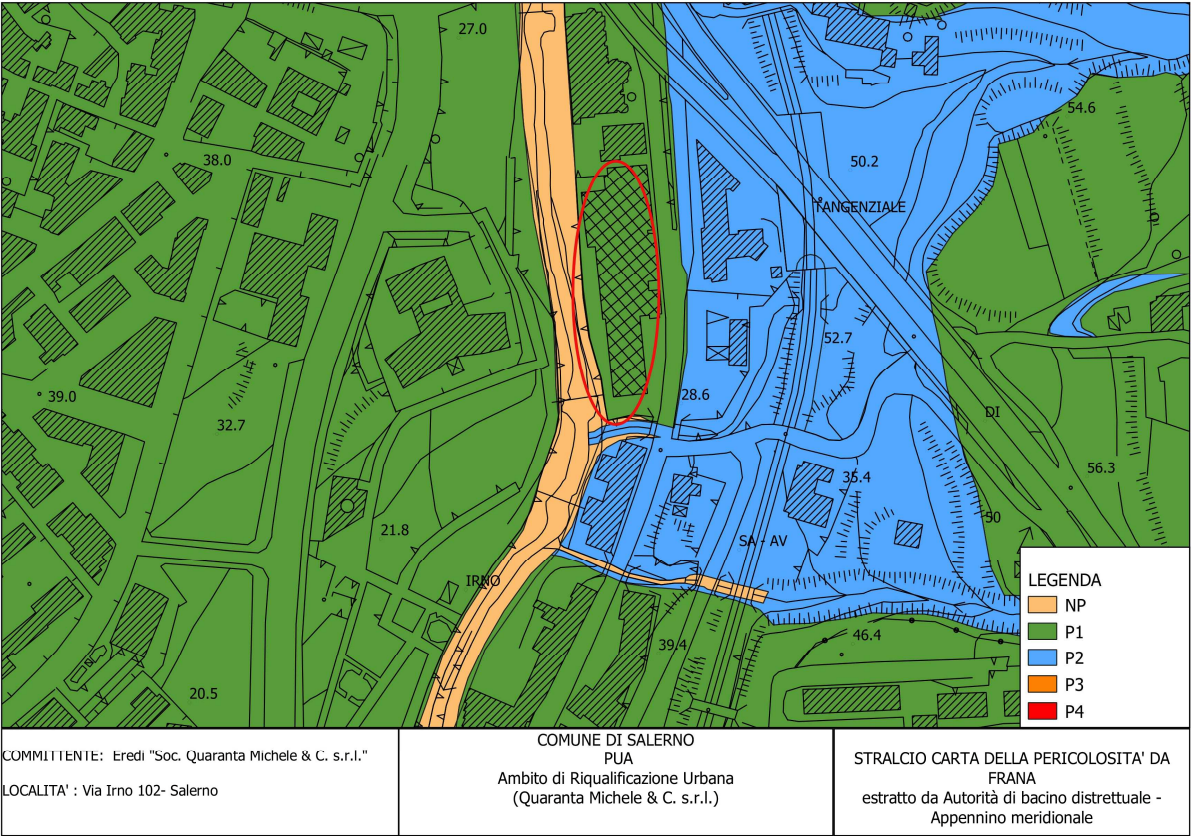 27.0
54.6
38.0
50.2
TANGENZIALE
52.7
39.0
28.6
32.7
DI
56.3
35.4
50
21.8
SA - AV
IRNO
39.4
46.4
20.5
LEGENDA
NP
P1
P2
P3
P4
COMMITTENTE: Eredi "Soc. Quaranta Michele & C. s.r.l."
LOCALITA' : Via Irno 102- Salerno
COMUNE DI SALERNO
PUA
Ambito di Riqualificazione Urbana
(Quaranta Michele & C. s.r.l.)
STRALCIO CARTA DELLA PERICOLOSITA' DA
FRANA
estratto da Autorità di bacino distrettuale -
Appennino meridionale